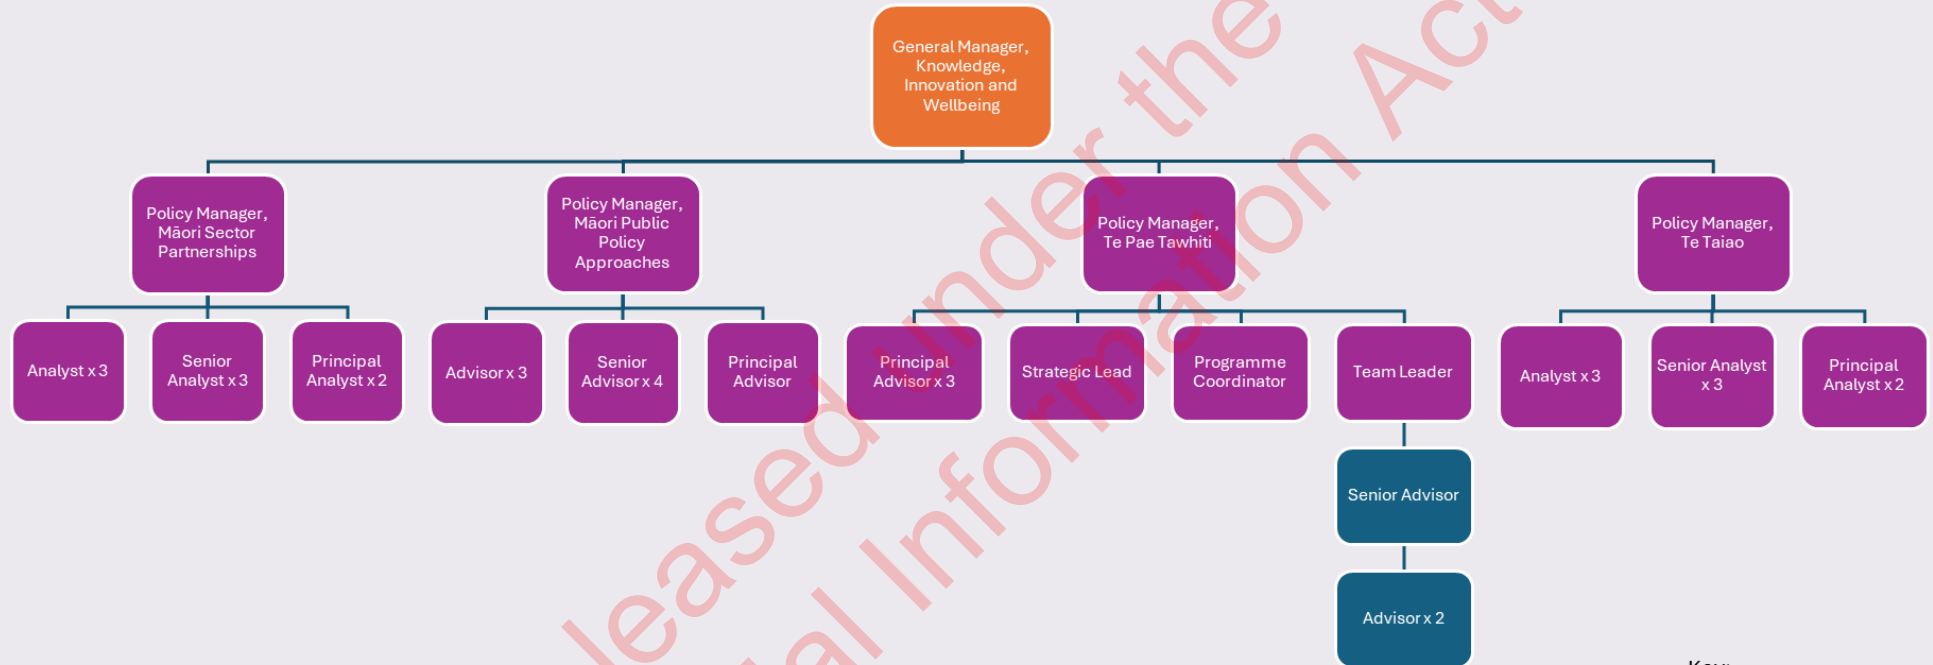 General Manager,
Knowledge,
Innovation and
Wellbeing
Policy Manager,
Māori Sector
Partnerships
Policy Manager,
Māori Public
Policy
Approaches
Policy Manager,
Te Pae Tawhiti
Policy Manager,
Te Taiao
Analyst x 3
Senior
Analyst x 3
Principal
Analyst x 2
Advisor x 3
Senior
Advisor x 4
Principal
Advisor
Principal
Advisor x 3
Strategic Lead
Programme
Coordinator
Team Leader
Analyst x 3
Senior Analyst
x 3
Principal
Analyst x 2
Senior Advisor
Advisor x 2
leased under the
ial Information Act